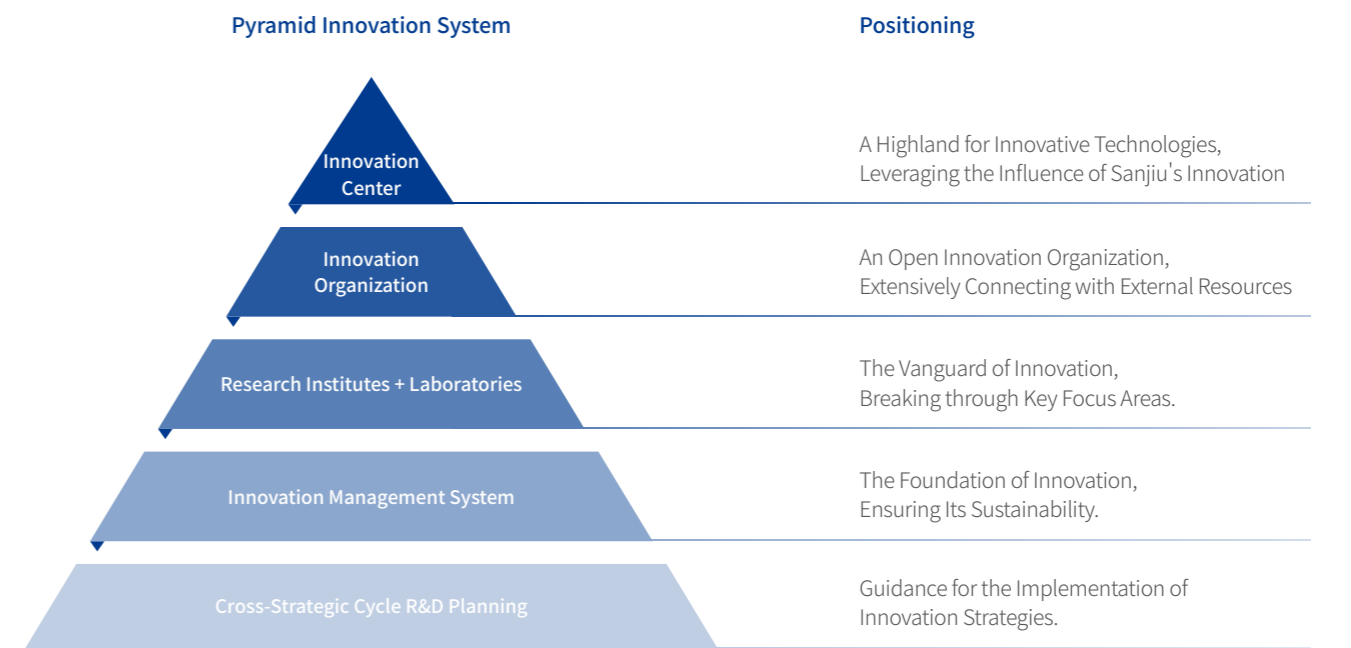 Pyramid Innovation System
Positioning
Innovation
Center
A Highland for Innovative Technologies,
Leveraging the Influence of Sanjiu's Innovation
Innovation
Organization
An Open Innovation Organization,
Extensively Connecting with External Resources
Research Institutes + Laboratories
The Vanguard of Innovation,
Breaking through Key Focus Areas.
Innovation Management System
The Foundation of Innovation,
Ensuring Its Sustainability.
Cross-Strategic Cycle R&D Planning
Guidance for the Implementation of
Innovation Strategies.